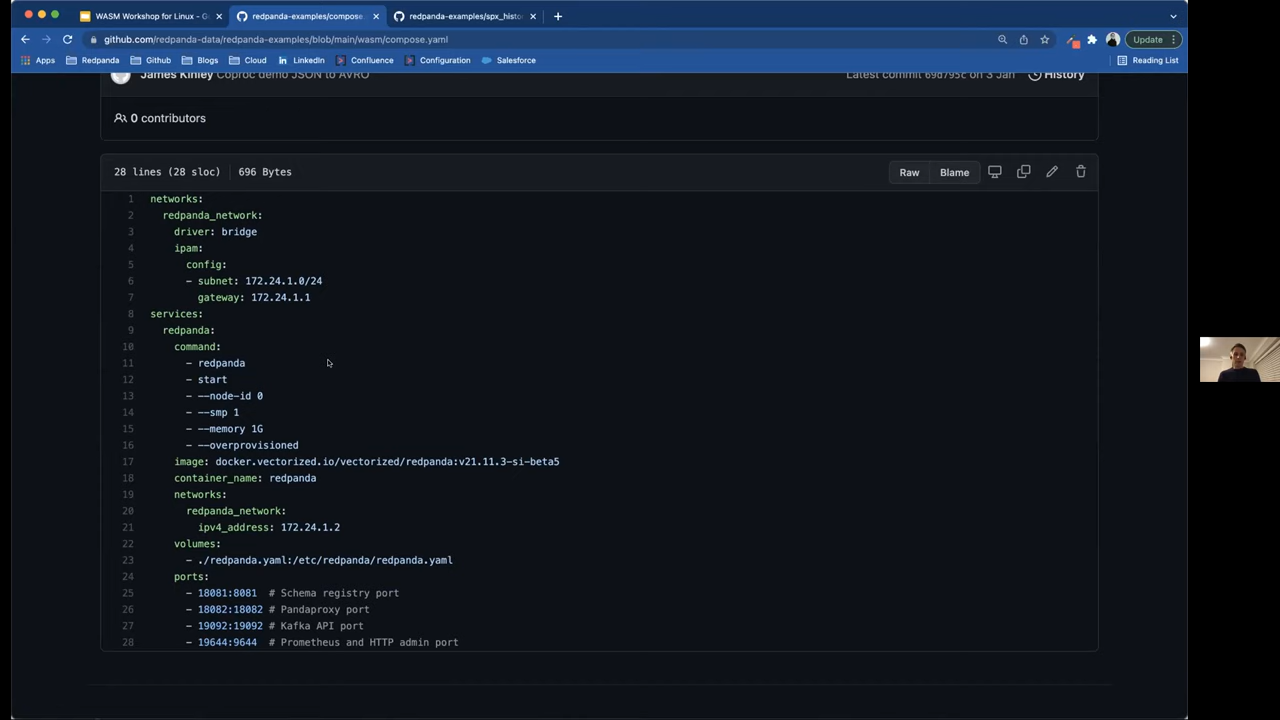 WASM Workshop for Linux - G
redpanda-examples/compose.
redpanda-examples/spx_histo
github.com/redpanda-data/redpanda-examples/blob/main/wasm/compose.yaml
Update
Apps
Redpanda
Github
Blogs
Cloud
LinkedIn
Confluence
Configuration
Salesforce
Reading List
James Kinley Coproc demo JSON to AVRO
Latest commit 69d795c on 3 Jan
History
0 contributors
28 lines (28 sloc) 696 Bytes
Raw
Blame
1 networks:
2 redpanda_network:
3 driver: bridge
4 ipam:
5 config:
6 - subnet: 172.24.1.0/24
7 gateway: 172.24.1.1
8 services:
9 redpanda:
10 command:
11 - redpanda
12 - start
13 - --node-id 0
14 - --smp 1
15 - --memory 1G
16 - --overprovisioned
17 image: docker.vectorized.io/vectorized/redpanda:v21.11.3-si-beta5
18 container_name: redpanda
19 networks:
20 redpanda_network:
21 ipv4_address: 172.24.1.2
22 volumes:
23 - ./redpanda.yaml:/etc/redpanda/redpanda.yaml
24 ports:
25 - 18081:8081 # Schema registry port
26 - 18082:18082 # Pandaproxy port
27 - 19092:19092 # Kafka API port
28 - 19644:9644 # Prometheus and HTTP admin port